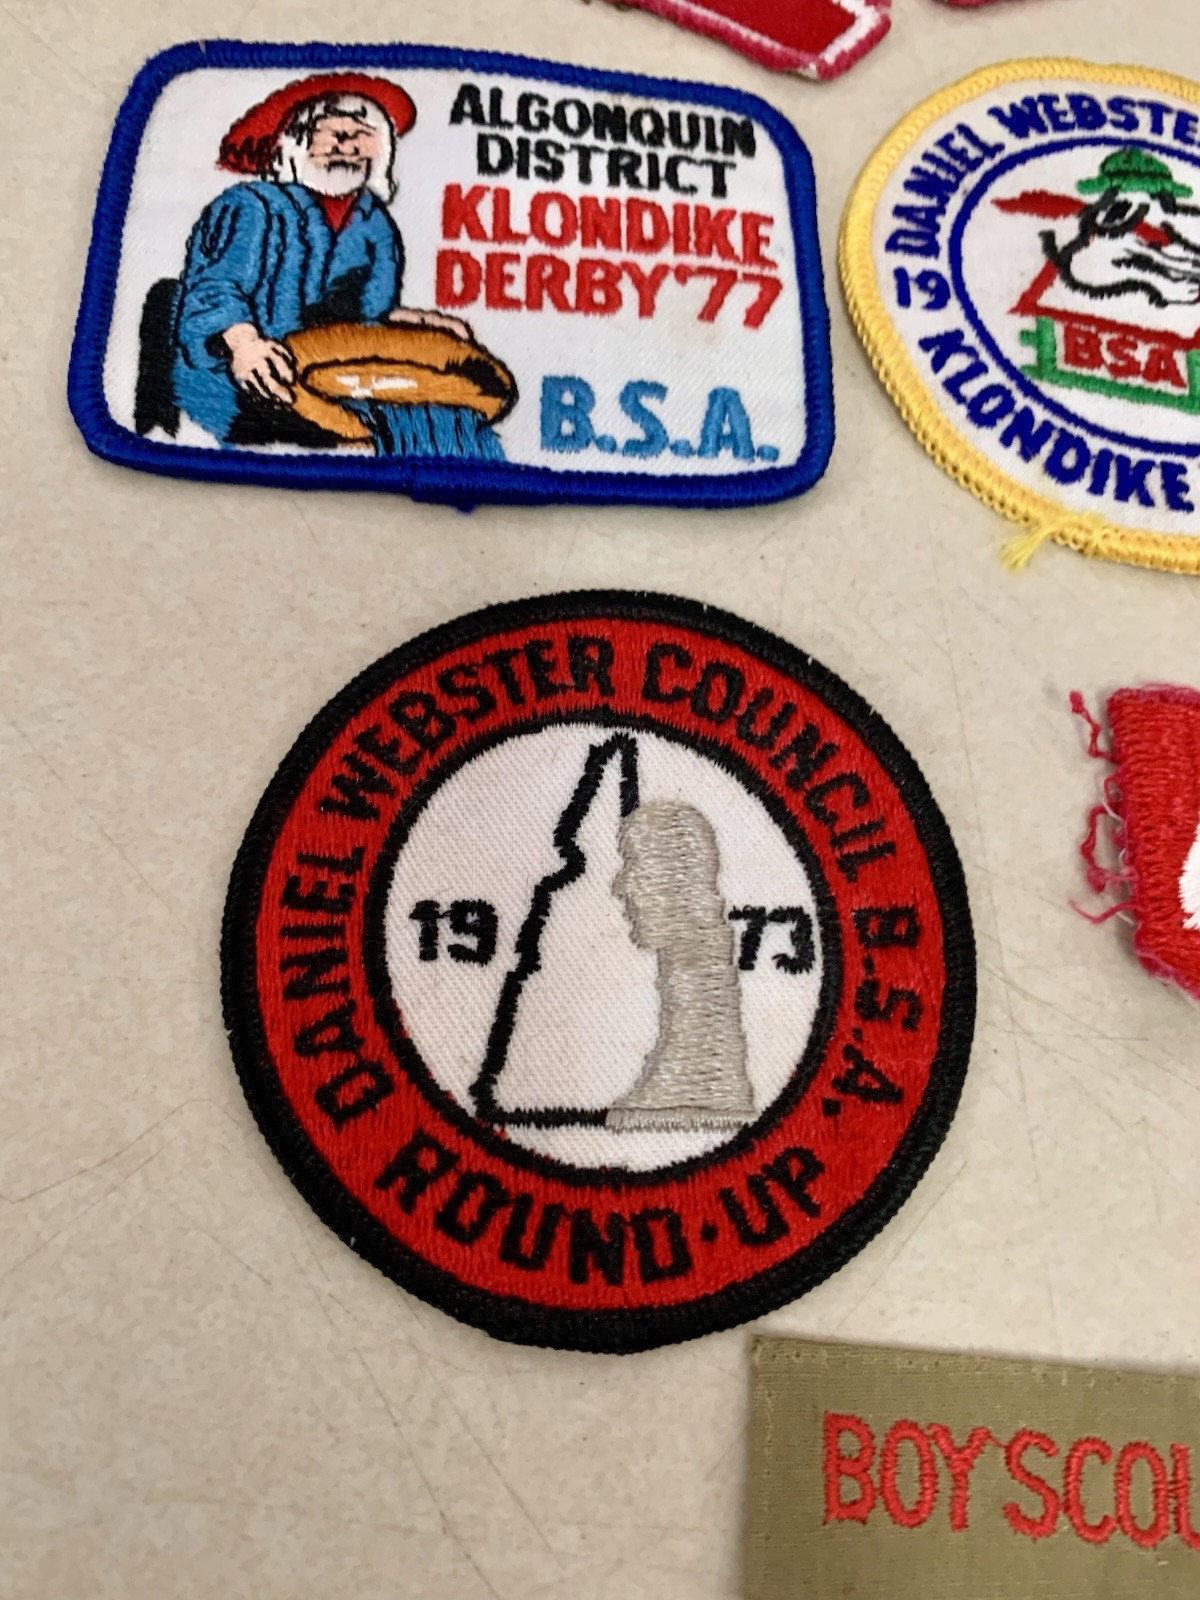 ALGONQUIN
DISTRICT
KLONDIKE
DERBY '77
B.S.A.
DANIEL WEBSTE
19
BSA
KLONDIKE
DANIEL WEBSTER COUNCIL B.S.A.
19 73
ROUND-UP
BOY SCOU